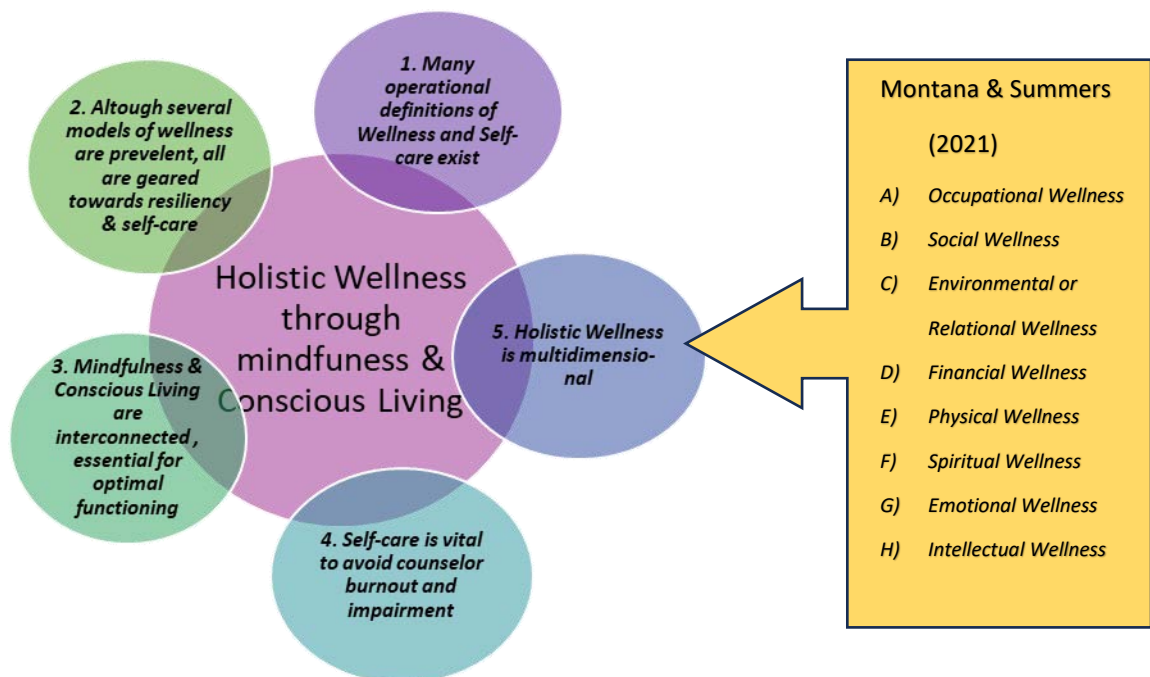 Holistic Wellness
through
mindfuness &
Conscious Living
1. Many
operational
definitions of
Wellness and Self-
care exist
2. Altough several
models of wellness
are prevelent, all
are geared
towards resiliency
& self-care
3. Mindfulness &
Conscious Living
are
interconnected ,
essential for
optimal
functioning
4. Self-care is vital
to avoid counselor
burnout and
impairment
5. Holistic Wellness
is multidimensio-
nal
Montana & Summers
(2021)
A) Occupational Wellness
B) Social Wellness
C) Environmental or
Relational Wellness
D) Financial Wellness
E) Physical Wellness
F) Spiritual Wellness
G) Emotional Wellness
H) Intellectual Wellness